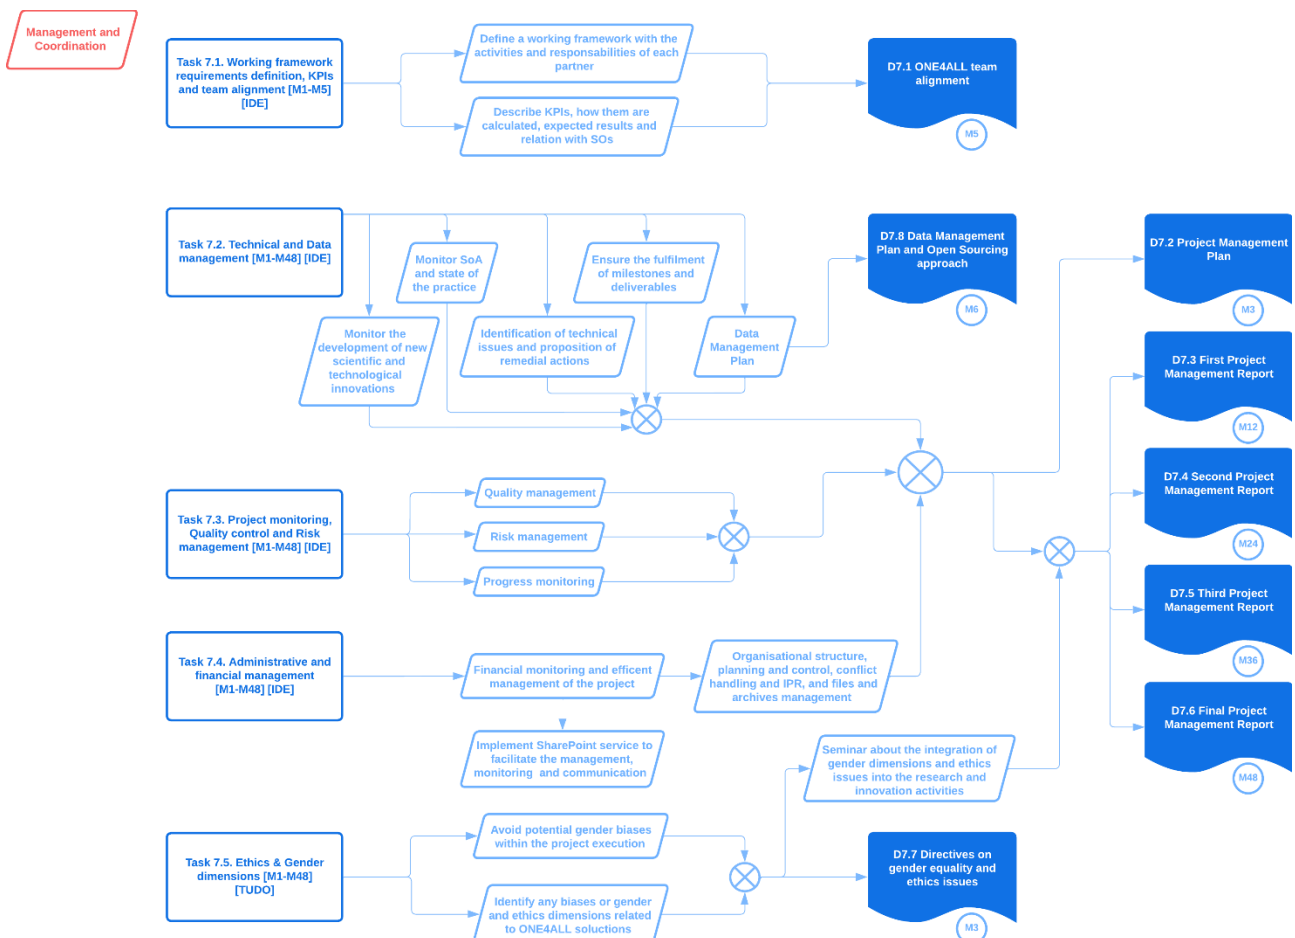 Management and
Coordination
Task 7.1. Working framework
requirements definition, KPIs
and team alignment [M1-M5]
[IDE]
Define a working framework with the
activities and responsabilities of each
partner
Describe KPIs, how them are
calculated, expected results and
relation with SOs
D7.1 ONE4ALL team
alignment
M5
Task 7.2. Technical and Data
management [M1-M48] [IDE]
Monitor SoA
and state of
the practice
Ensure the fulfilment
of milestones and
deliverables
Monitor the
development of new
scientific and
technological
innovations
Identification of technical
issues and proposition of
remedial actions
Data
Management
Plan
D7.8 Data Management
Plan and Open Sourcing
approach
M6
D7.2 Project Management
Plan
M3
D7.3 First Project
Management Report
M12
D7.4 Second Project
Management Report
M24
D7.5 Third Project
Management Report
M36
D7.6 Final Project
Management Report
M48
Task 7.3. Project monitoring,
Quality control and Risk
management [M1-M48] [IDE]
Quality management
Risk management
Progress monitoring
Task 7.4. Administrative and
financial management
[M1-M48] [IDE]
Financial monitoring and efficent
management of the project
Organisational structure,
planning and control, conflict
handling and IPR, and files and
archives management
Implement SharePoint service to
facilitate the management,
monitoring and communication
Seminar about the integration of
gender dimensions and ethics
issues into the research and
innovation activities
Task 7.5. Ethics & Gender
dimensions [M1-M48]
[TUDO]
Avoid potential gender biases
within the project execution
Identify any biases or gender
and ethics dimensions related
to ONE4ALL soluctions
D7.7 Directives on
gender equality and
ethics issues
M3